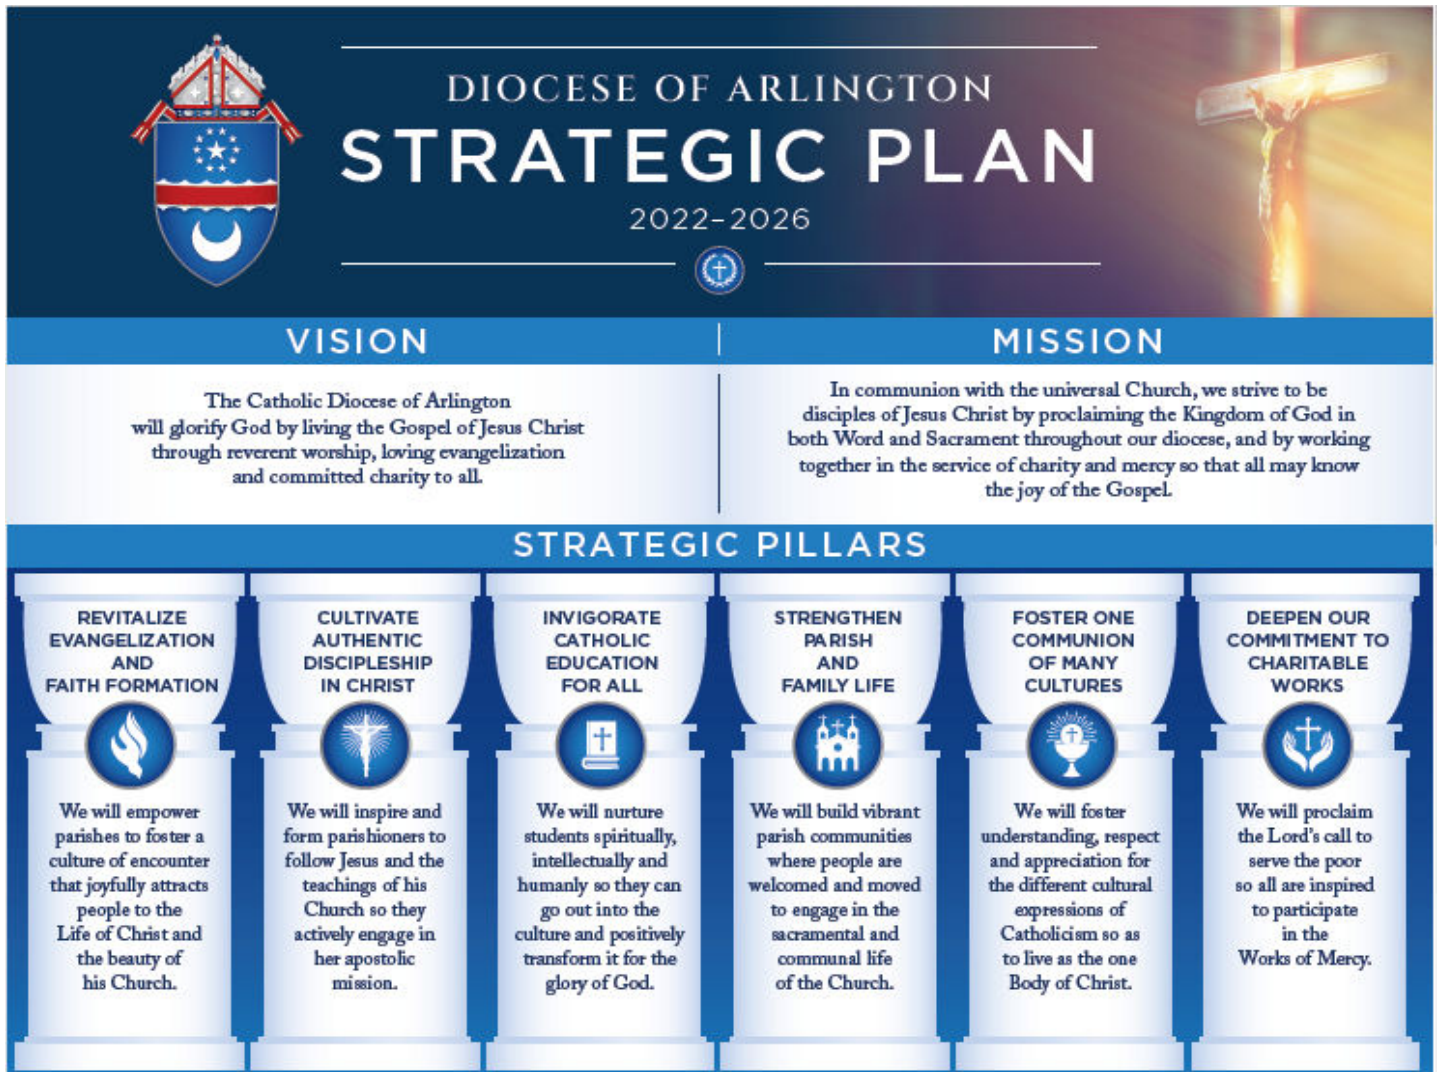 DIOCESE OF ARLINGTON
STRATEGIC PLAN
2022–2026
VISION
The Catholic Diocese of Arlington
will glorify God by living the Gospel of Jesus Christ
through reverent worship, loving evangelization
and committed charity to all.
MISSION
In communion with the universal Church, we strive to be
disciples of Jesus Christ by proclaiming the Kingdom of God in
both Word and Sacrament throughout our diocese, and by working
together in the service of charity and mercy so that all may know
the joy of the Gospel.
STRATEGIC PILLARS
REVITALIZE
EVANGELIZATION
AND
FAITH FORMATION
We will empower
parishes to foster a
culture of encounter
that joyfully attracts
people to the
Life of Christ and
the beauty of
his Church.
CULTIVATE
AUTHENTIC
DISCIPLESHIP
IN CHRIST
We will inspire and
form parishioners to
follow Jesus and the
teachings of his
Church so they
actively engage in
her apostolic
mission.
INVIGORATE
CATHOLIC
EDUCATION
FOR ALL
We will nurture
students spiritually,
intellectually and
humanly so they can
go out into the
culture and positively
transform it for the
glory of God.
STRENGTHEN
PARISH
AND
FAMILY LIFE
We will build vibrant
parish communities
where people are
welcomed and moved
to engage in the
sacramental and
communal life
of the Church.
FOSTER ONE
COMMUNION
OF MANY
CULTURES
We will foster
understanding, respect
and appreciation for
the different cultural
expressions of
Catholicism so as
to live as the one
Body of Christ.
DEEPEN OUR
COMMITMENT TO
CHARITABLE
WORKS
We will proclaim
the Lord's call to
serve the poor
so all are inspired
to participate
in the
Works of Mercy.